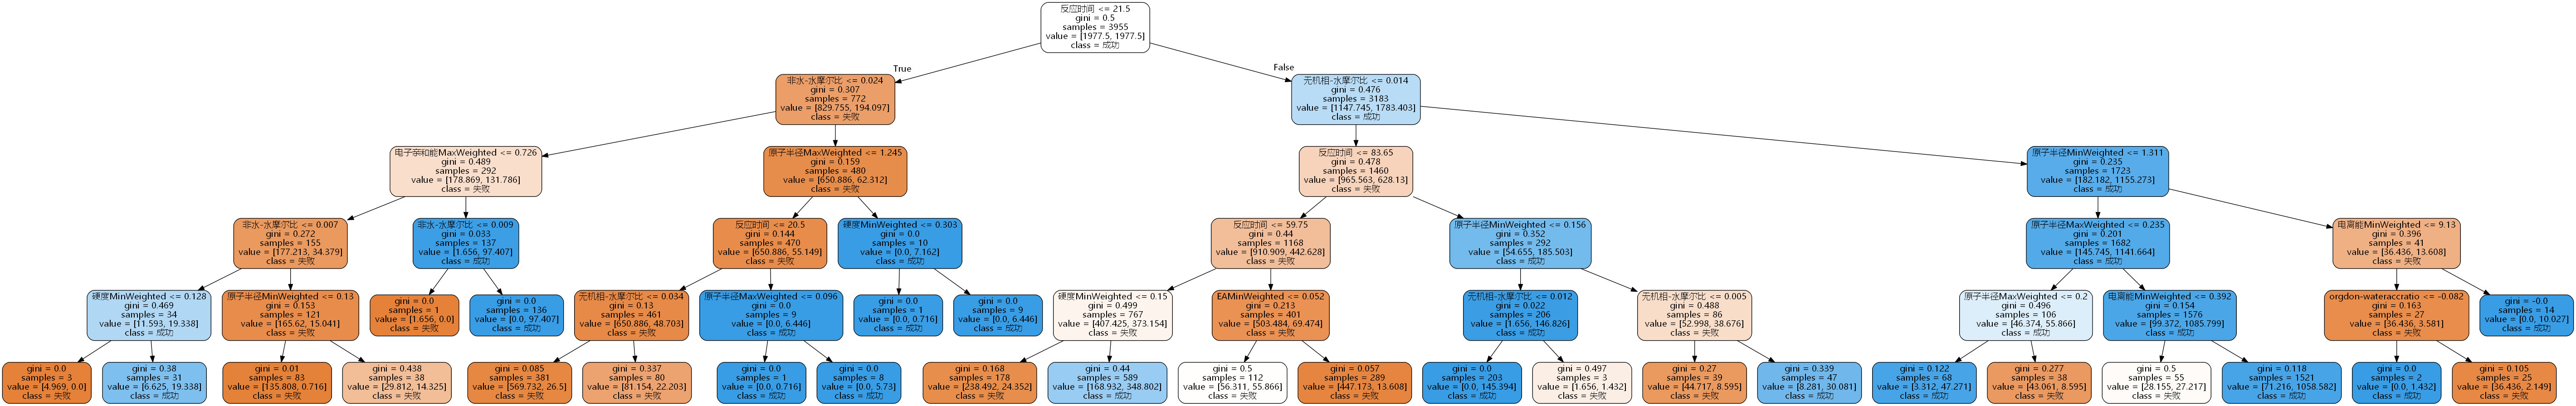 反应时间 <= 21.5
gini = 0.5
samples = 3955
value = [1977.5, 1977.5]
class = 成功
True
False
非水-水摩尔比 <= 0.024
gini = 0.307
samples = 772
value = [829.755, 194.097]
class = 失败
无机相-水摩尔比 <= 0.014
gini = 0.476
samples = 3183
value = [1147.745, 1783.403]
class = 成功
电子亲和能MaxWeighted <= 0.726
gini = 0.489
samples = 292
value = [178.869, 131.786]
class = 失败
原子半径MaxWeighted <= 1.245
gini = 0.159
samples = 480
value = [650.886, 62.312]
class = 失败
反应时间 <= 83.65
gini = 0.478
samples = 1460
value = [965.563, 628.13]
class = 失败
原子半径MinWeighted <= 1.311
gini = 0.235
samples = 1723
value = [182.182, 1155.273]
class = 成功
非水-水摩尔比 <= 0.007
gini = 0.272
samples = 155
value = [177.213, 34.379]
class = 失败
非水-水摩尔比 <= 0.009
gini = 0.033
samples = 137
value = [1.656, 97.407]
class = 成功
反应时间 <= 20.5
gini = 0.144
samples = 470
value = [650.886, 55.149]
class = 失败
硬度MinWeighted <= 0.303
gini = 0.0
samples = 10
value = [0.0, 7.162]
class = 成功
反应时间 <= 59.75
gini = 0.44
samples = 1168
value = [910.909, 442.628]
class = 失败
原子半径MinWeighted <= 0.156
gini = 0.352
samples = 292
value = [54.655, 185.503]
class = 成功
原子半径MaxWeighted <= 0.235
gini = 0.201
samples = 1682
value = [145.745, 1141.664]
class = 成功
电离能MinWeighted <= 9.13
gini = 0.396
samples = 41
value = [36.436, 13.608]
class = 失败
硬度MinWeighted <= 0.128
gini = 0.469
samples = 34
value = [11.593, 19.338]
class = 成功
原子半径MinWeighted <= 0.13
gini = 0.153
samples = 121
value = [165.62, 15.041]
class = 失败
gini = 0.0
samples = 1
value = [1.656, 0.0]
class = 失败
gini = 0.0
samples = 136
value = [0.0, 97.407]
class = 成功
无机相-水摩尔比 <= 0.034
gini = 0.13
samples = 461
value = [650.886, 48.703]
class = 失败
原子半径MaxWeighted <= 0.096
gini = 0.0
samples = 9
value = [0.0, 6.446]
class = 成功
gini = 0.0
samples = 1
value = [0.0, 0.716]
class = 成功
gini = 0.0
samples = 9
value = [0.0, 6.446]
class = 成功
硬度MinWeighted <= 0.15
gini = 0.499
samples = 767
value = [407.425, 373.154]
class = 失败
EAMinWeighted <= 0.052
gini = 0.213
samples = 401
value = [503.484, 69.474]
class = 失败
无机相-水摩尔比 <= 0.012
gini = 0.022
samples = 206
value = [1.656, 146.826]
class = 成功
无机相-水摩尔比 <= 0.005
gini = 0.488
samples = 86
value = [52.998, 38.676]
class = 失败
原子半径MaxWeighted <= 0.2
gini = 0.496
samples = 106
value = [46.374, 55.866]
class = 成功
电离能MinWeighted <= 0.392
gini = 0.154
samples = 1576
value = [99.372, 1085.799]
class = 成功
orgdon-wateraccratio <= -0.082
gini = 0.163
samples = 27
value = [36.436, 3.581]
class = 失败
gini = -0.0
samples = 14
value = [0.0, 10.027]
class = 成功
gini = 0.0
samples = 3
value = [4.969, 0.0]
class = 失败
gini = 0.38
samples = 31
value = [6.625, 19.338]
class = 成功
gini = 0.01
samples = 83
value = [135.808, 0.716]
class = 失败
gini = 0.438
samples = 38
value = [29.812, 14.325]
class = 失败
gini = 0.085
samples = 381
value = [569.732, 26.5]
class = 失败
gini = 0.337
samples = 80
value = [81.154, 22.203]
class = 失败
gini = 0.0
samples = 1
value = [0.0, 0.716]
class = 成功
gini = 0.0
samples = 8
value = [0.0, 5.73]
class = 成功
gini = 0.168
samples = 178
value = [238.492, 24.352]
class = 失败
gini = 0.44
samples = 589
value = [168.932, 348.802]
class = 成功
gini = 0.5
samples = 112
value = [56.311, 55.866]
class = 失败
gini = 0.057
samples = 289
value = [447.173, 13.608]
class = 失败
gini = 0.0
samples = 203
value = [0.0, 145.394]
class = 成功
gini = 0.497
samples = 3
value = [1.656, 1.432]
class = 失败
gini = 0.27
samples = 39
value = [44.717, 8.595]
class = 失败
gini = 0.339
samples = 47
value = [8.281, 30.081]
class = 成功
gini = 0.122
samples = 68
value = [3.312, 47.271]
class = 成功
gini = 0.277
samples = 38
value = [43.061, 8.595]
class = 失败
gini = 0.5
samples = 55
value = [28.155, 27.217]
class = 失败
gini = 0.118
samples = 1521
value = [71.216, 1058.582]
class = 成功
gini = 0.0
samples = 2
value = [0.0, 1.432]
class = 成功
gini = 0.105
samples = 25
value = [36.436, 2.149]
class = 失败